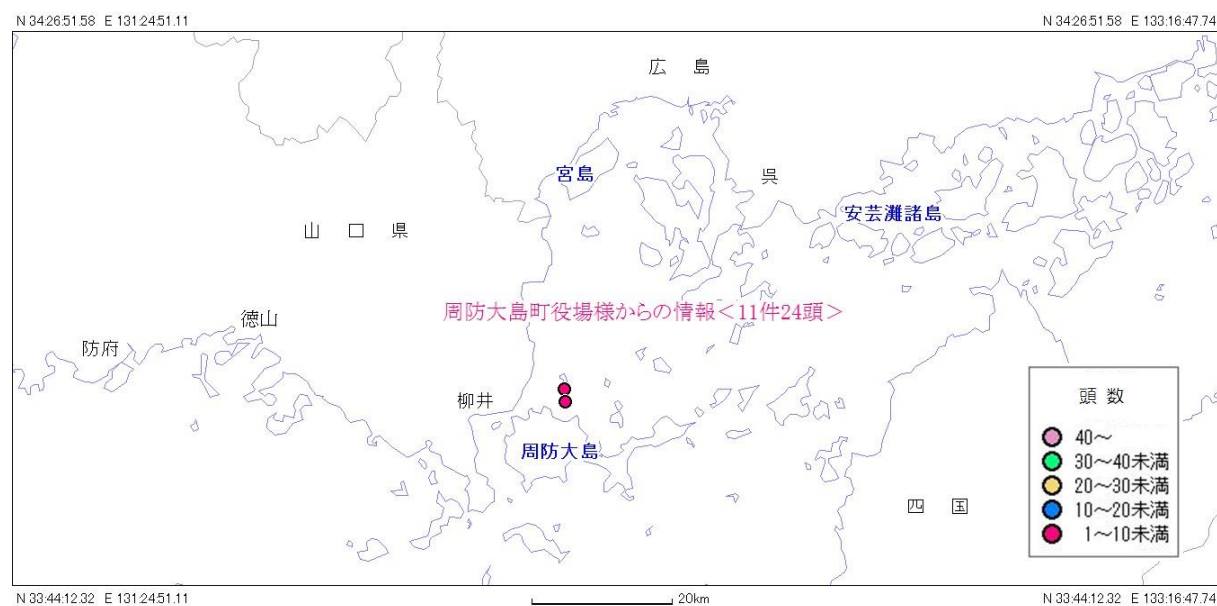 N 34:26:51.58 E 131:24:51.11
N 34:26:51.58 E 133:16:47.74
広島
宮島
呉
安芸灘諸島
山口県
周防大島町役場様からの情報＜11件24頭＞
徳山
防府
柳井
周防大島
四国
頭数
40～
30～40未満
20～30未満
10～20未満
1～10未満
N 33:44:12.32 E 131:24:51.11
20km
N 33:44:12.32 E 133:16:47.74